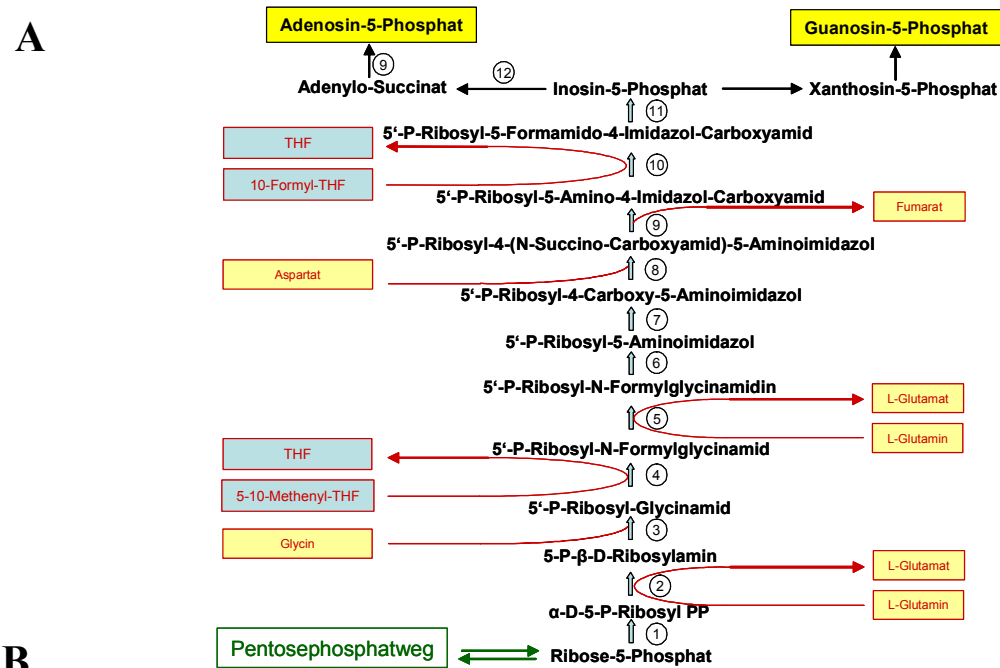 A
Adenosin-5-Phosphat
Guanosin-5-Phosphat
9
12
Adenylo-Succinat
Inosin-5-Phosphat
Xanthosin-5-Phosphat
11
5‘-P-Ribosyl-5-Formamido-4-Imidazol-Carboxyamid
THF
10
10-Formyl-THF
5‘-P-Ribosyl-5-Amino-4-Imidazol-Carboxyamid
Fumarat
9
5‘-P-Ribosyl-4-(N-Succino-Carboxyamid)-5-Aminoimidazol
Aspartat
8
5‘-P-Ribosyl-4-Carboxy-5-Aminoimidazol
7
5‘-P-Ribosyl-5-Aminoimidazol
6
5‘-P-Ribosyl-N-Formylglycinamidin
L-Glutamat
5
L-Glutamin
5‘-P-Ribosyl-N-Formylglycinamid
THF
4
5-10-Methenyl-THF
5‘-P-Ribosyl-Glycinamid
3
Glycin
5-P-β-D-Ribosylamin
L-Glutamat
2
L-Glutamin
α-D-5-P-Ribosyl PP
1
Pentosephosphatweg
Ribose-5-Phosphat
B